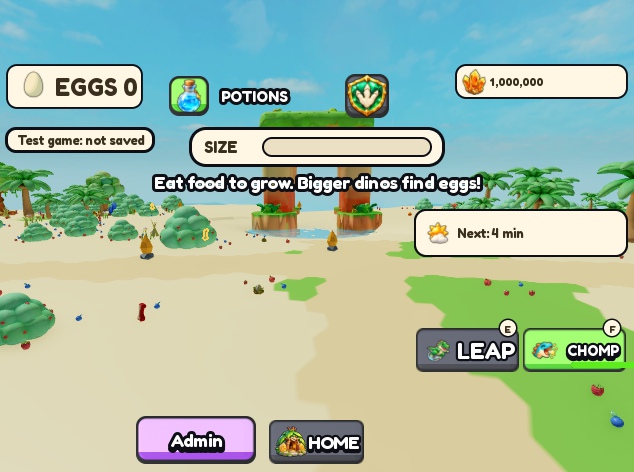 EGGS 0
POTIONS
1,000,000
Test game: not saved
SIZE
Eat food to grow. Bigger dinos find eggs!
Next: 4 min
E
LEAP
F
CHOMP
Admin
HOME